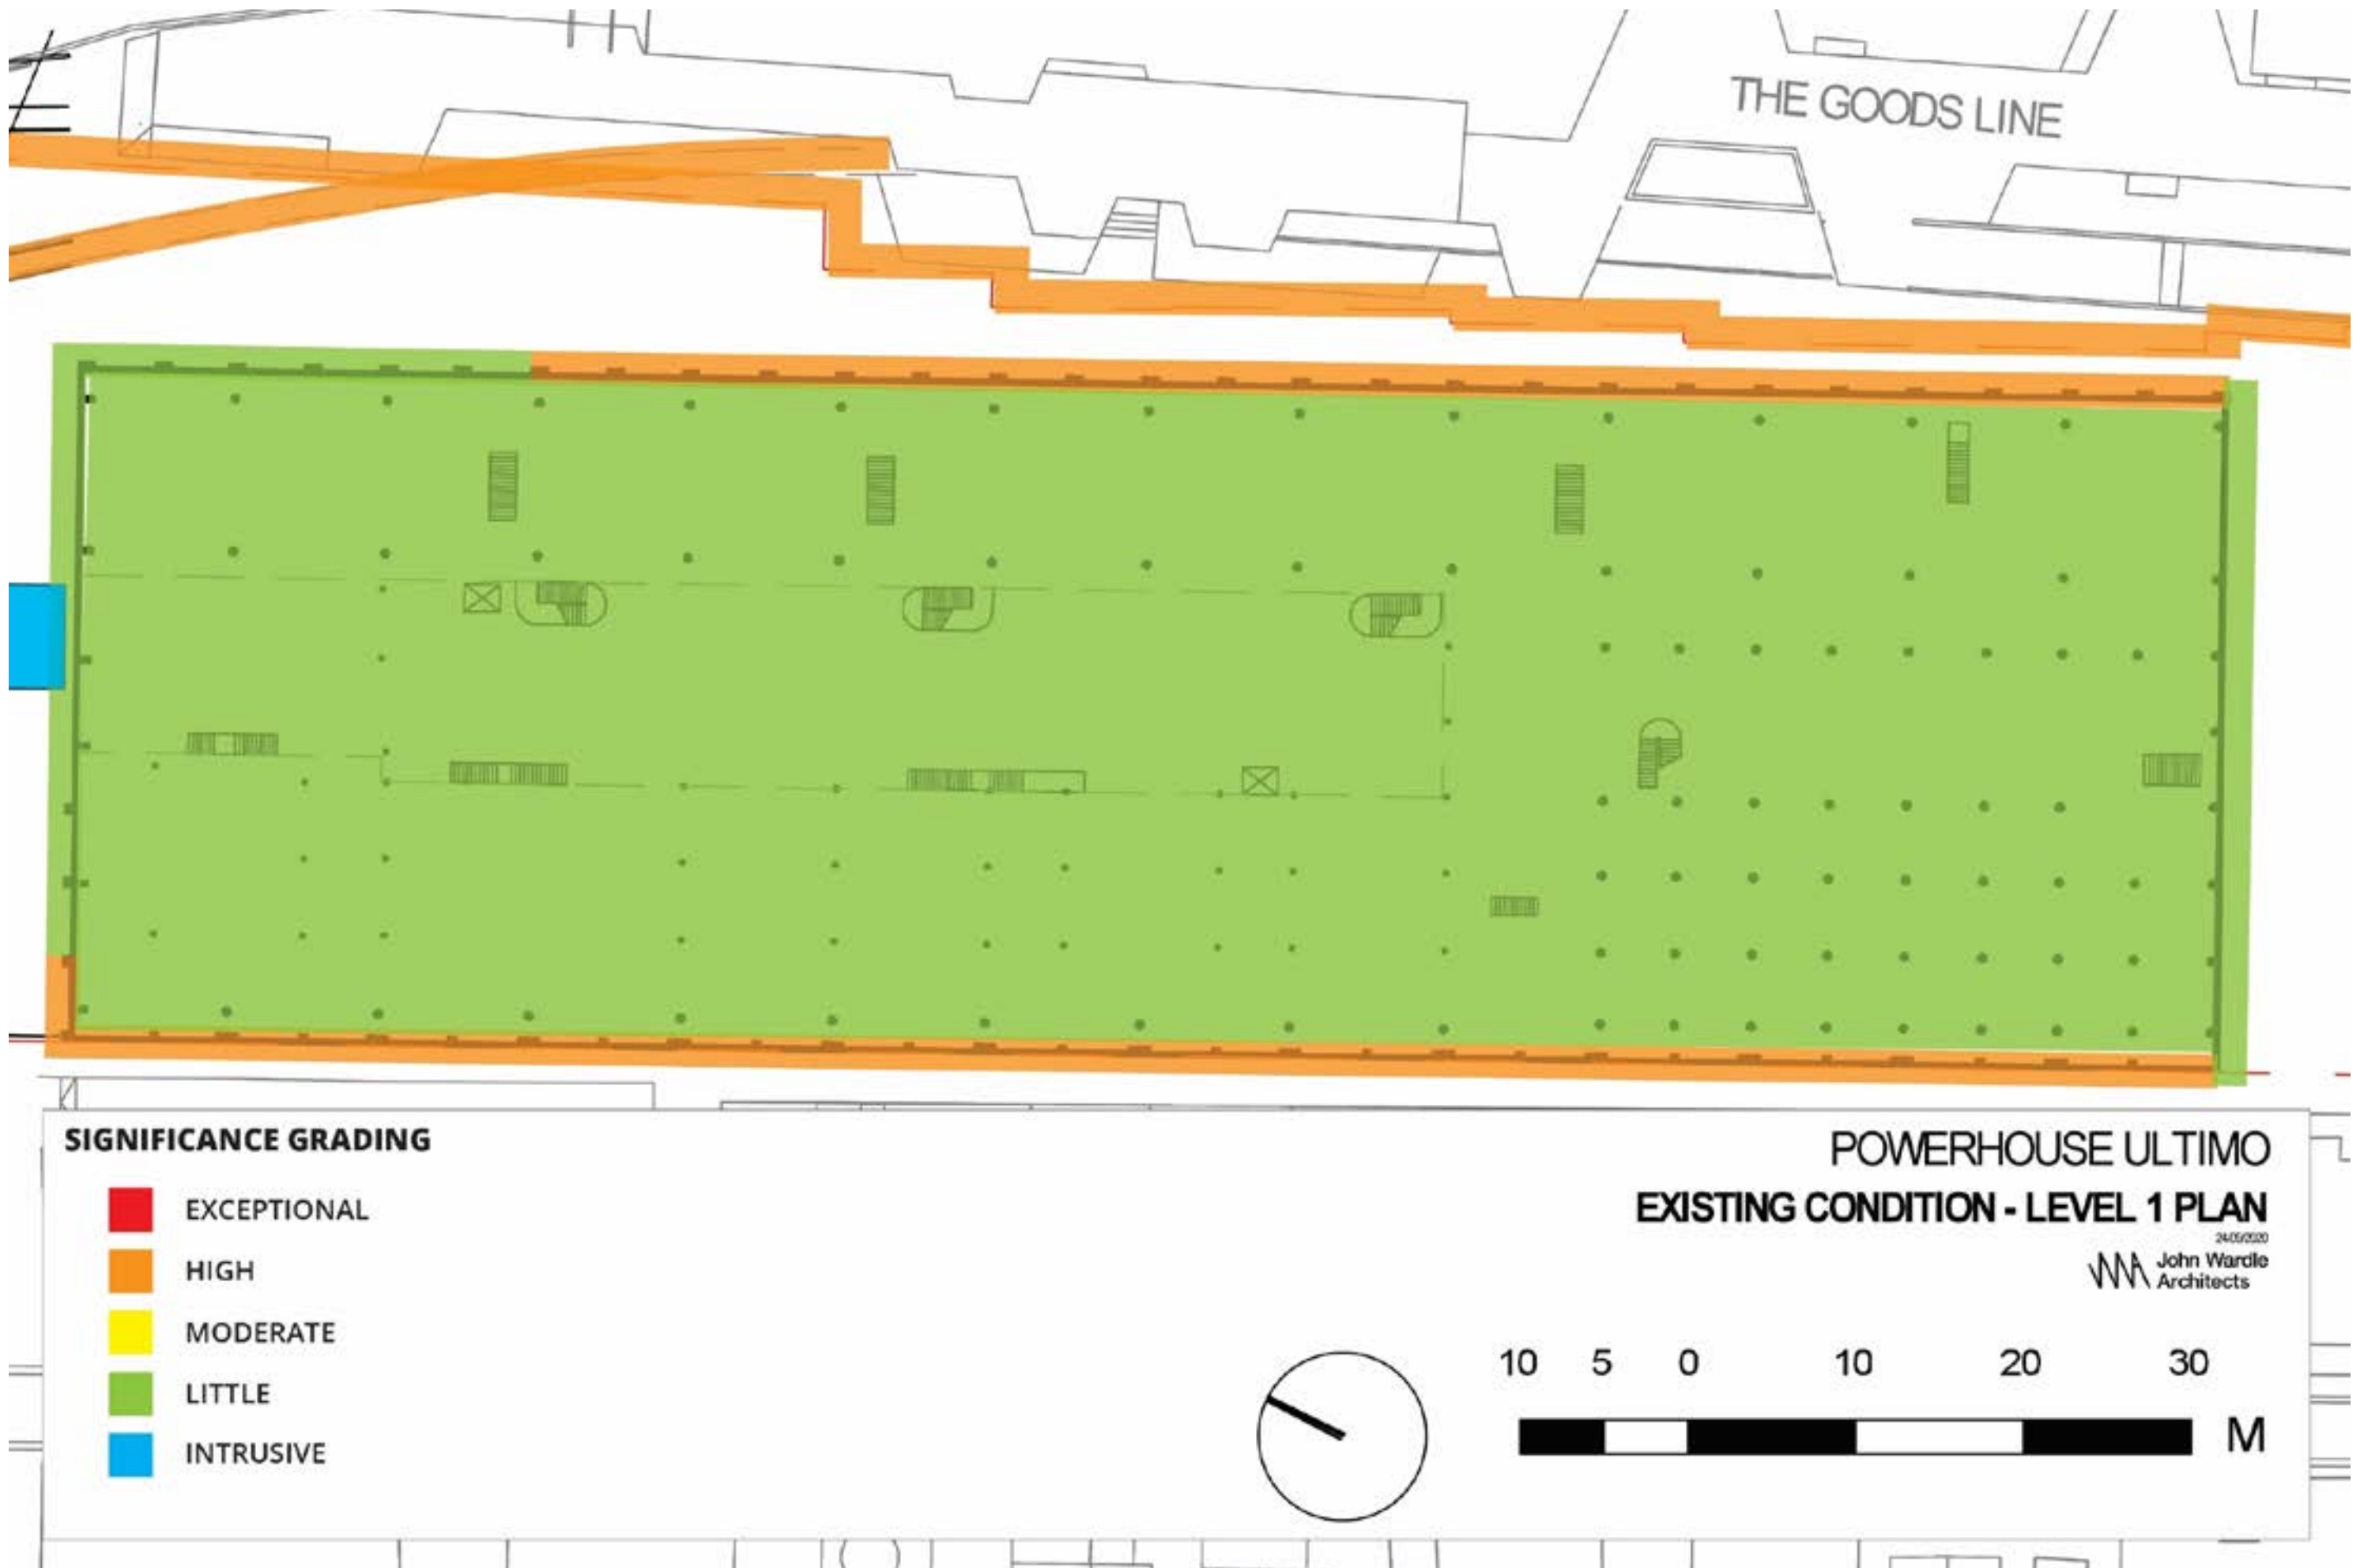 THE GOODS LINE
SIGNIFICANCE GRADING
EXCEPTIONAL
HIGH
MODERATE
LITTLE
INTRUSIVE
POWERHOUSE ULTIMO
EXISTING CONDITION - LEVEL 1 PLAN
John Wardle
Architects
10 5 0 10 20 30
M